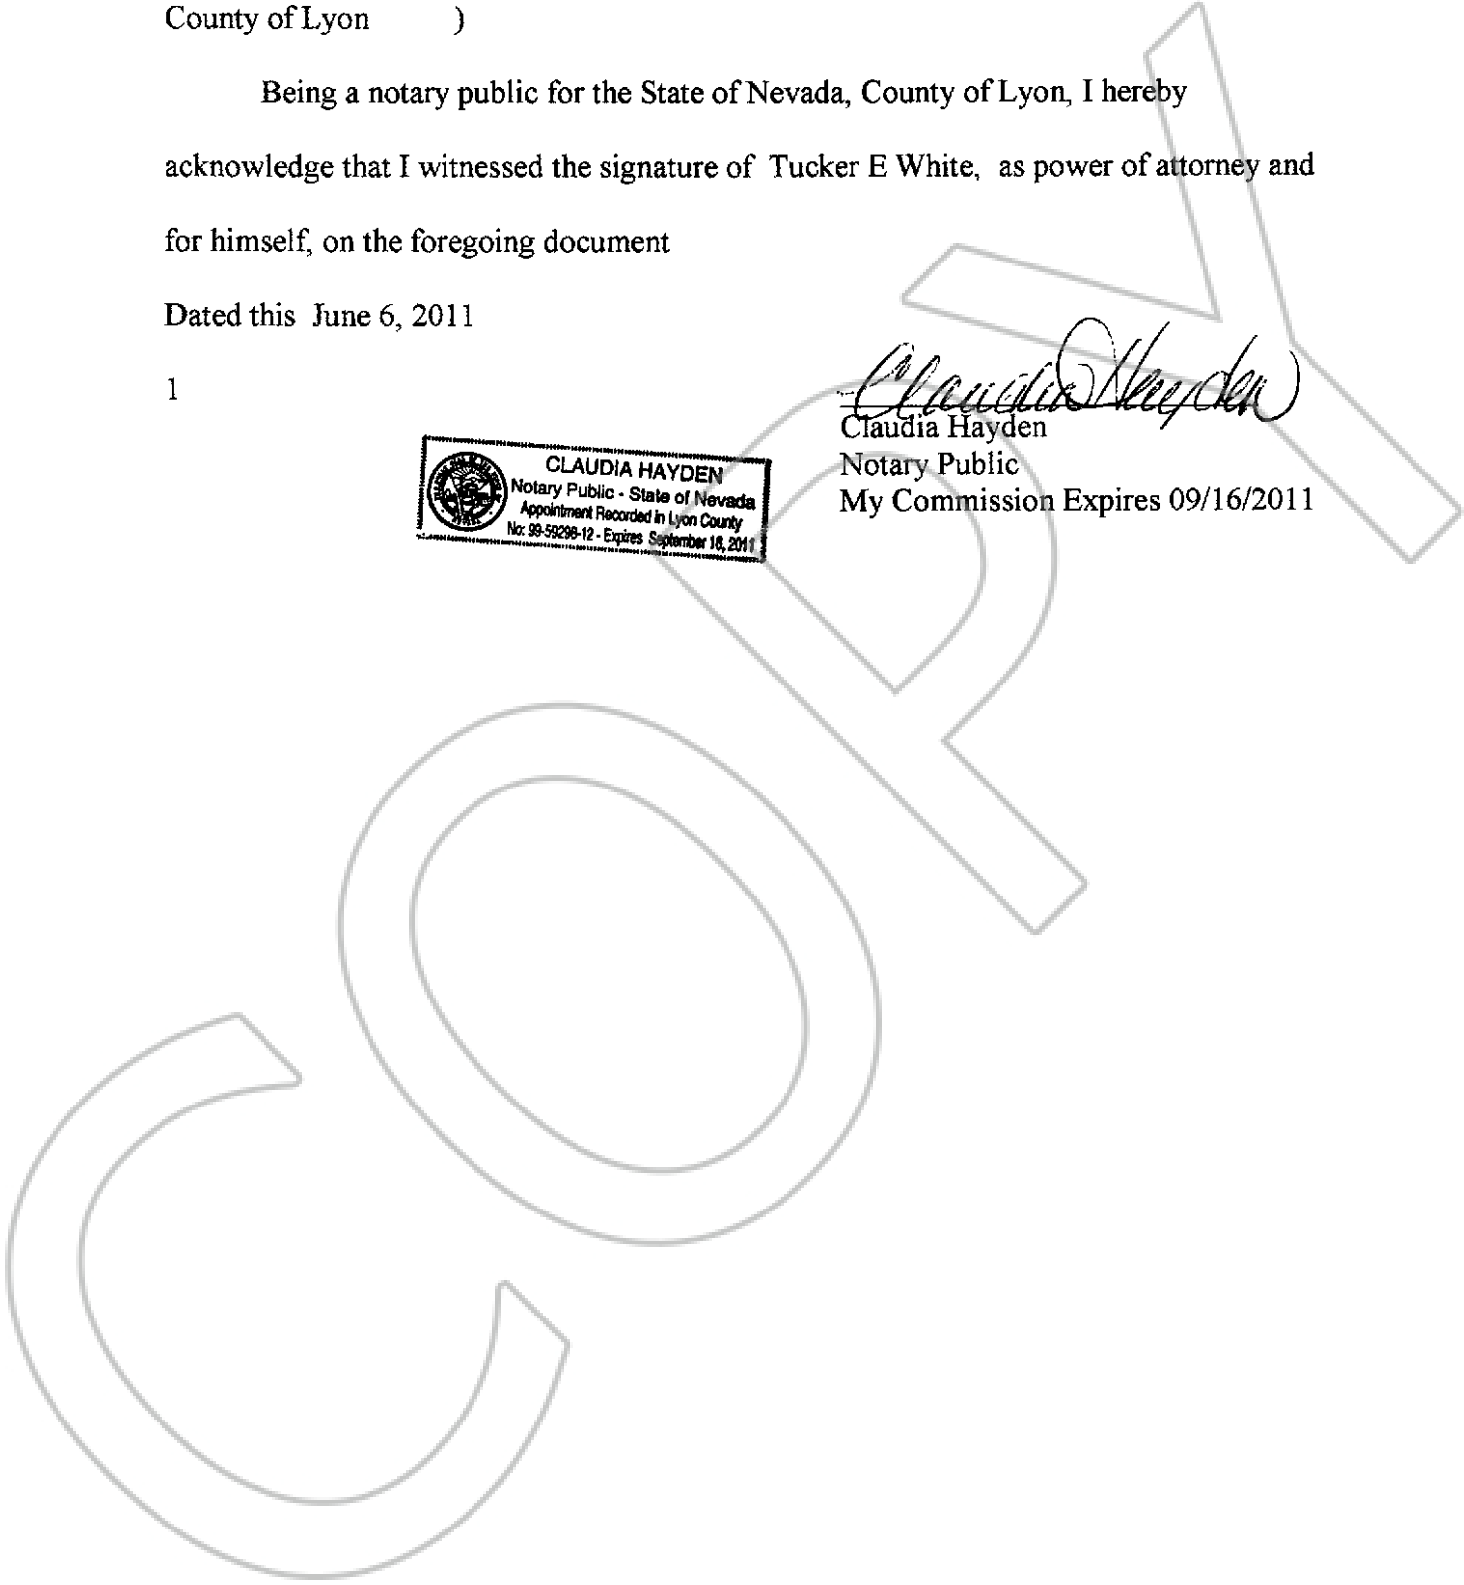 County of Lyon )
Being a notary public for the State of Nevada, County of Lyon, I hereby
acknowledge that I witnessed the signature of Tucker E White, as power of attorney and
for himself, on the foregoing document
Dated this June 6, 2011
1
Claudia Hayden
Claudia Hayden
Notary Public
My Commission Expires 09/16/2011
CLAUDIA HAYDEN
Notary Public - State of Nevada
Appointment Recorded in Lyon County
No: 99-59298-12 - Expires September 16, 2011
COPY